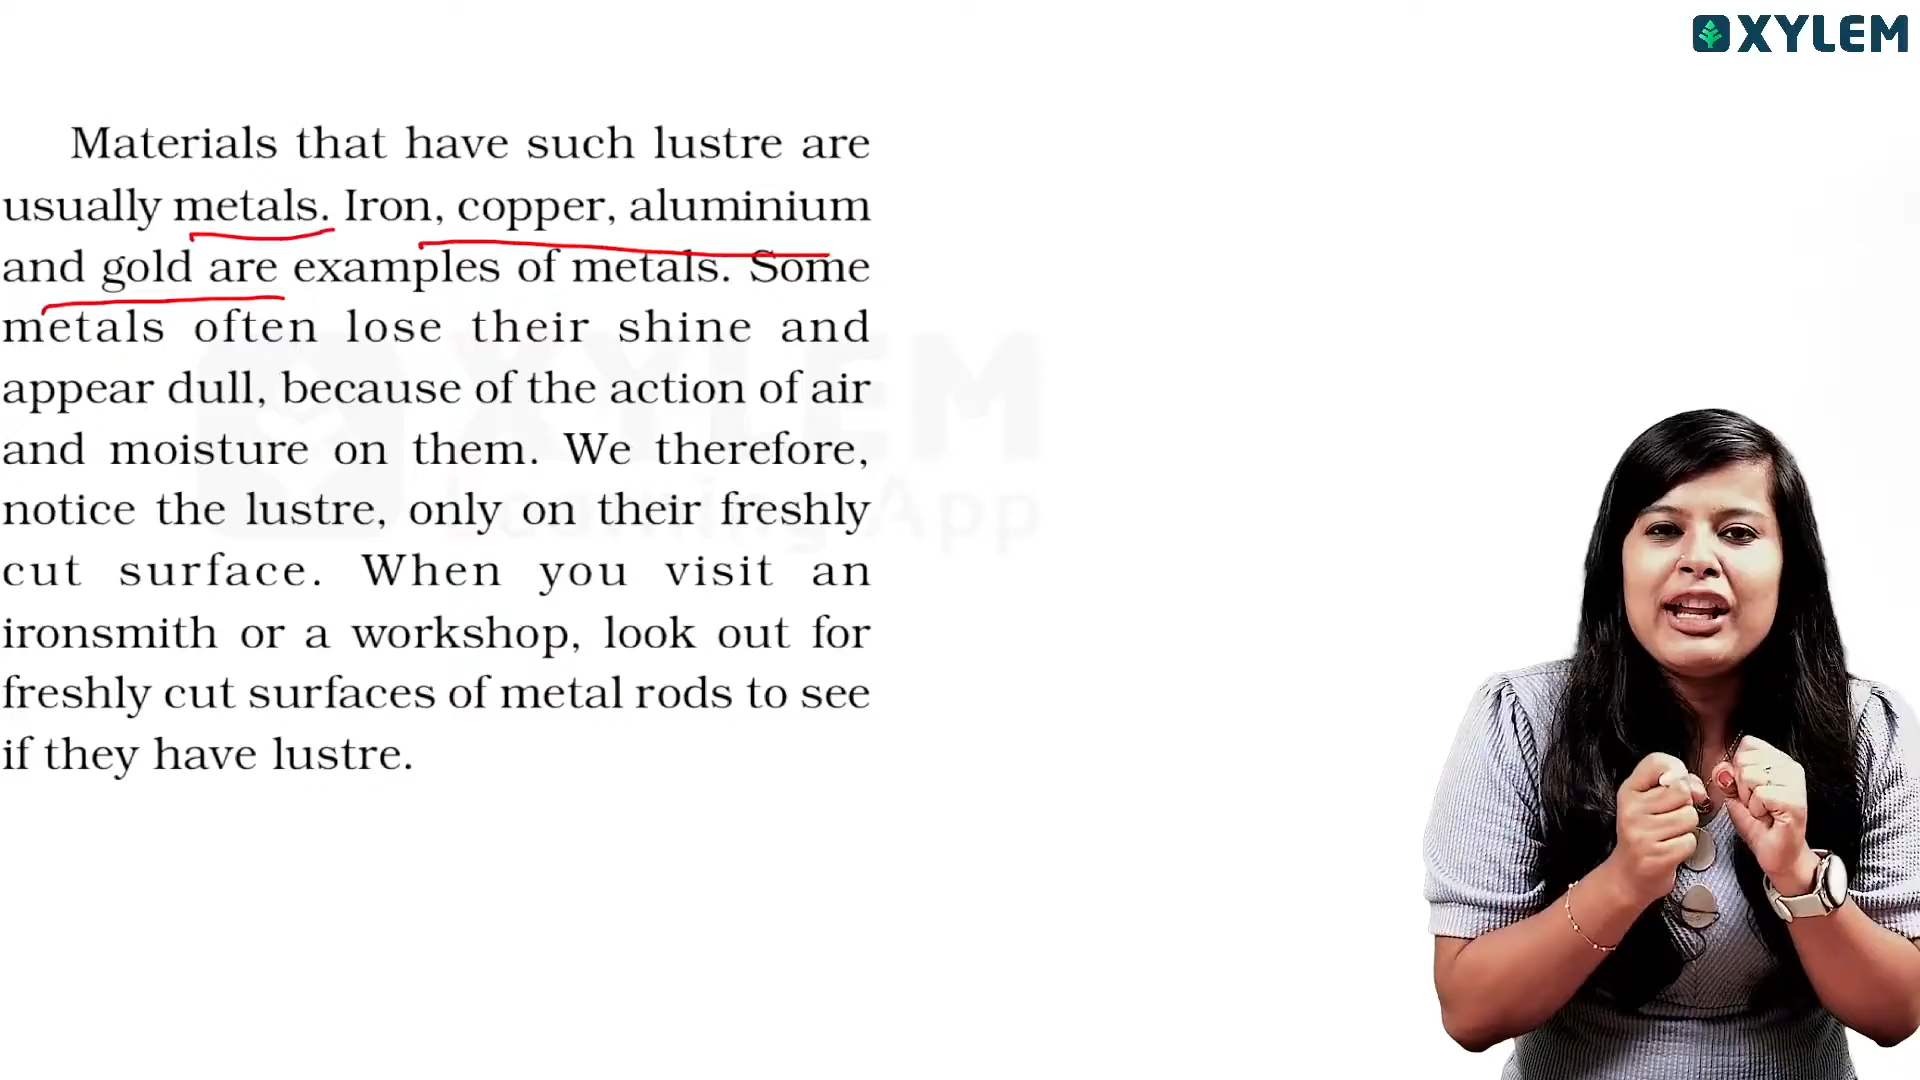 XYLEM
Materials that have such lustre are
usually metals. Iron, copper, aluminium
and gold are examples of metals. Some
metals often lose their shine and
appear dull, because of the action of air
and moisture on them. We therefore,
notice the lustre, only on their freshly
cut surface. When you visit an
ironsmith or a workshop, look out for
freshly cut surfaces of metal rods to see
if they have lustre.
XYLEM
Learning App